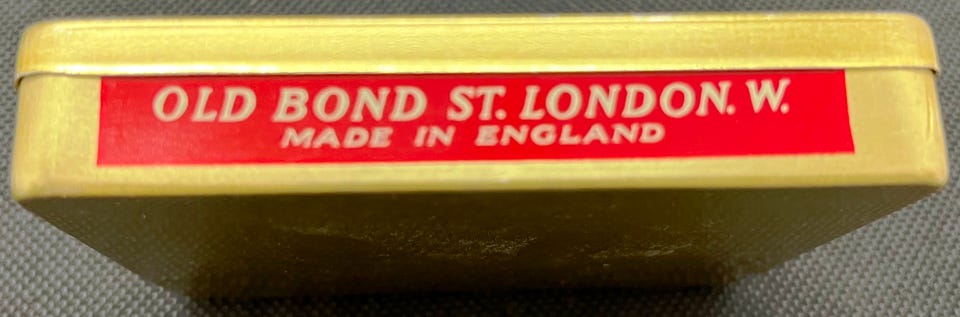 OLD BOND ST. LONDON. W.
MADE IN ENGLAND